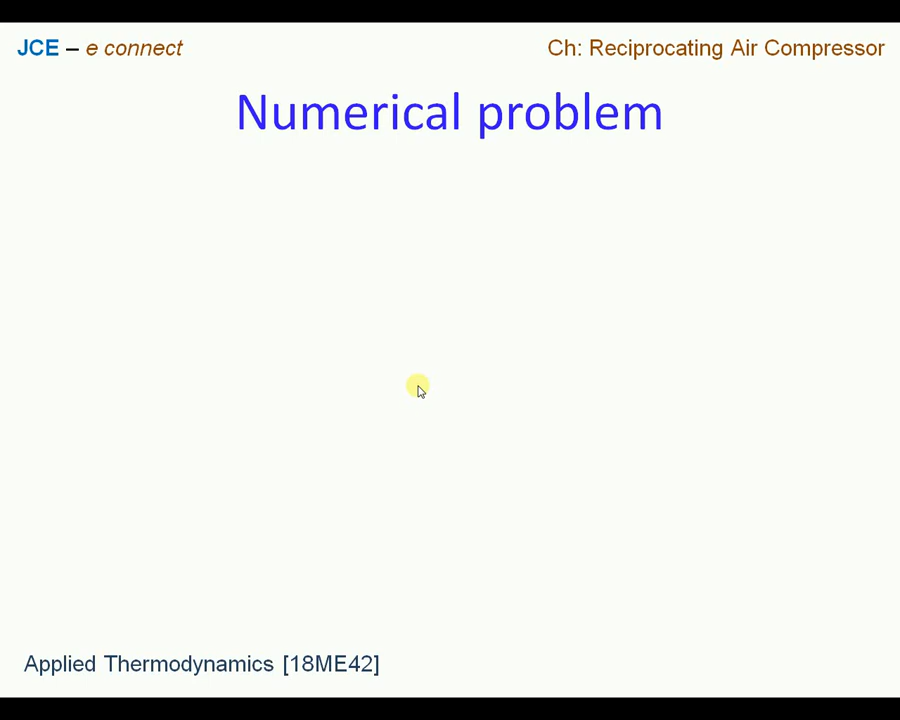 JCE – e connect
Ch: Reciprocating Air Compressor
Numerical problem
Applied Thermodynamics [18ME42]